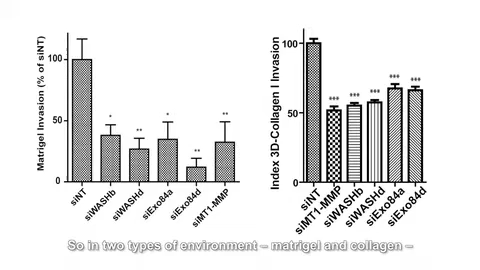 Matrigel Invasion (% of siNT)
100
50
0
*
**
*
**
**
siNT
siWASHb
siWASHd
siExo84a
siExo84d
siMT1-MMP
Index 3D-Collagen I Invasion
100
50
0
***
***
***
***
***
siNT
siMT1-MMP
siWASHb
siWASHd
siExo84a
siExo84d
So in two types of environment – matrigel and collagen –